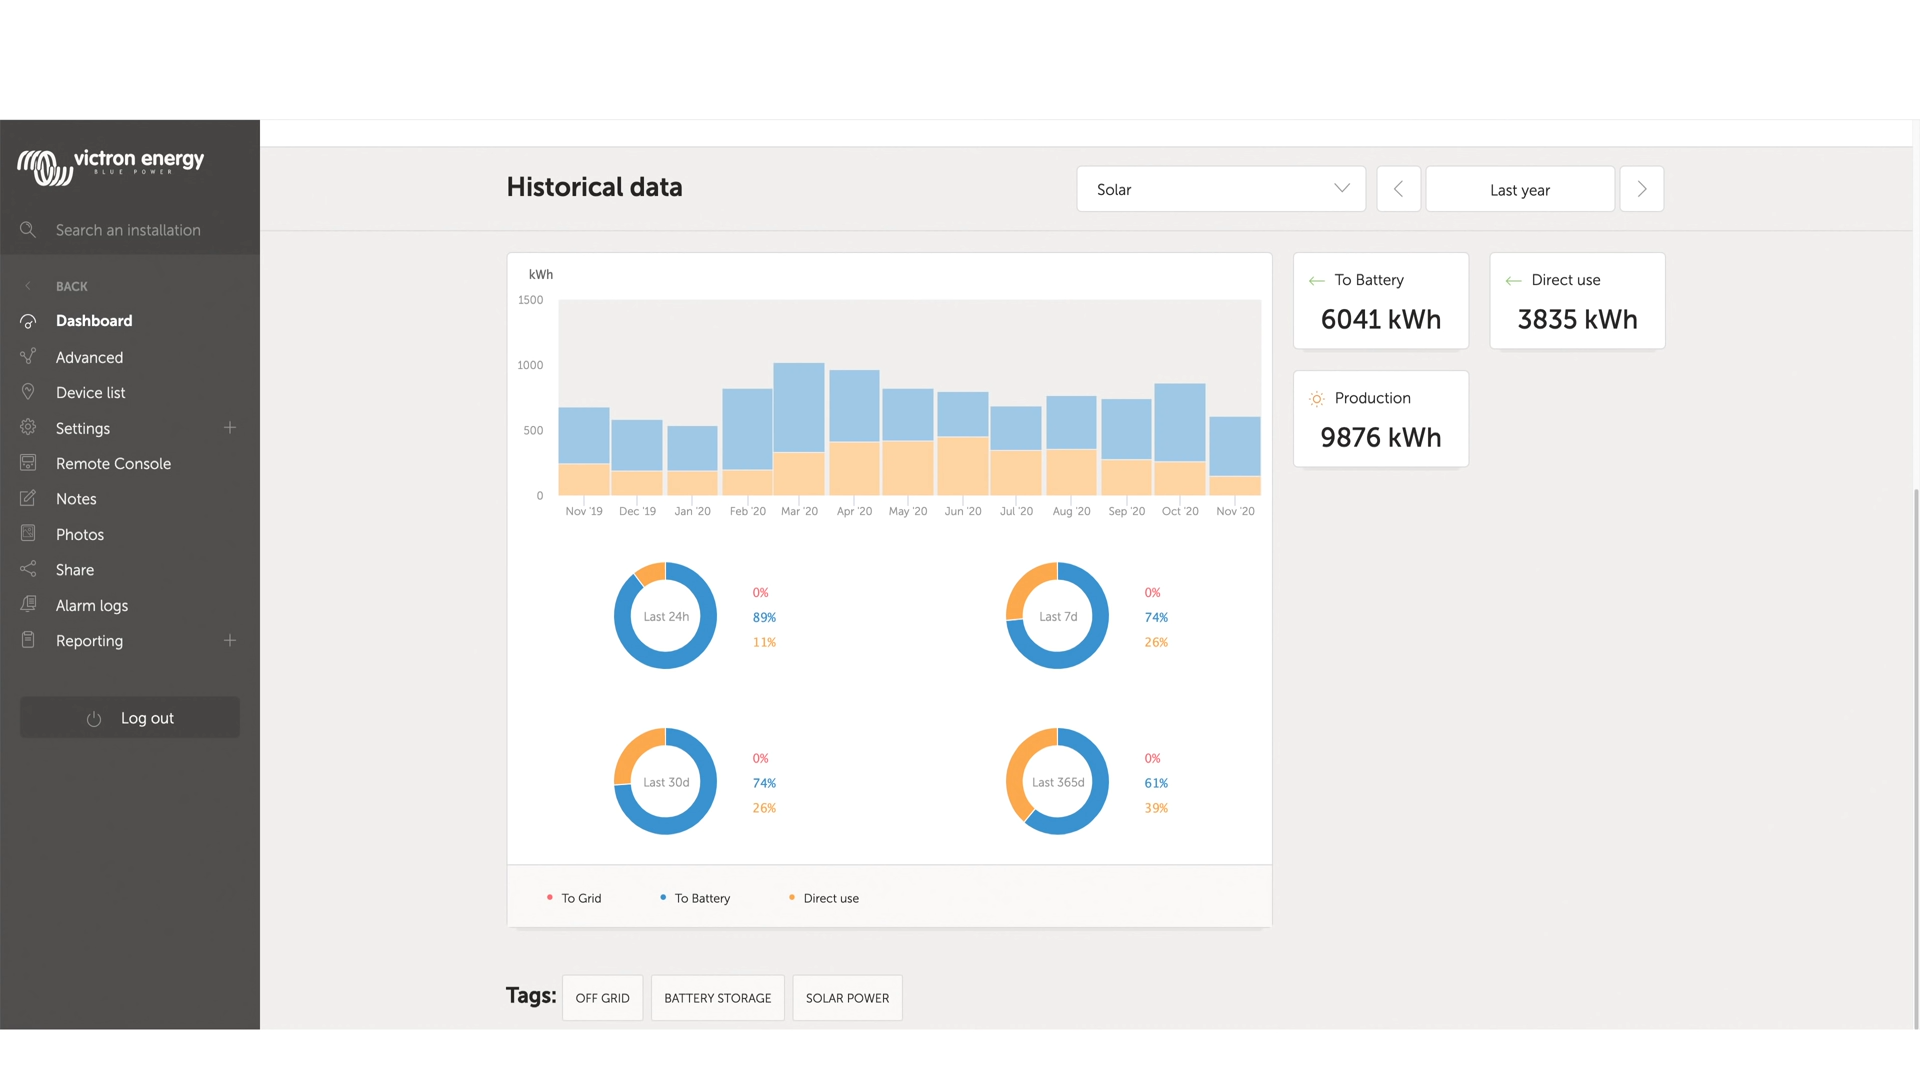 victron energy
BLUE POWER
Search an installation
BACK
Dashboard
Advanced
Device list
Settings
Remote Console
Notes
Photos
Share
Alarm logs
Reporting
Log out
Historical data
Solar
Last year
kWh
1500
1000
500
0
Nov '19 Dec '19 Jan '20 Feb '20 Mar '20 Apr '20 May '20 Jun '20 Jul '20 Aug '20 Sep '20 Oct '20 Nov '20
To Battery
6041 kWh
Direct use
3835 kWh
Production
9876 kWh
Last 24h
0%
89%
11%
Last 7d
0%
74%
26%
Last 30d
0%
74%
26%
Last 365d
0%
61%
39%
To Grid To Battery Direct use
Tags: OFF GRID BATTERY STORAGE SOLAR POWER